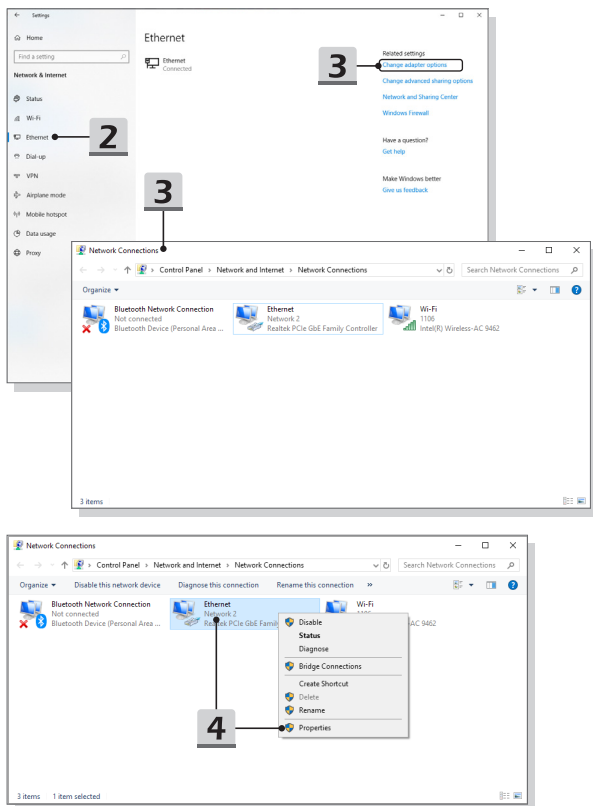 Settings
Home
Find a setting
Network & Internet
Status
Wi-Fi
Ethernet
Dial-up
VPN
Airplane mode
Mobile hotspot
Data usage
Proxy
2
Ethernet
Ethernet
Connected
3
Related settings
Change adapter options
Change advanced sharing options
Network and Sharing Center
Windows Firewall
Have a question?
Get help
Make Windows better
Give us feedback
3
Network Connections
Control Panel › Network and Internet › Network Connections
Search Network Connections
Organize
Bluetooth Network Connection
Not connected
Bluetooth Device (Personal Area ...
Ethernet
Network 2
Realtek PCIe GbE Family Controller
Wi-Fi
1106
Intel(R) Wireless-AC 9462
3 items
Network Connections
Control Panel › Network and Internet › Network Connections
Search Network Connections
Organize Disable this network device Diagnose this connection Rename this connection »
Bluetooth Network Connection
Not connected
Bluetooth Device (Personal Area ...
Ethernet
Network 2
Realtek PCIe GbE Famil
Wi-Fi
1106
AC 9462
Disable
Status
Diagnose
Bridge Connections
Create Shortcut
Delete
Rename
Properties
4
3 items 1 item selected